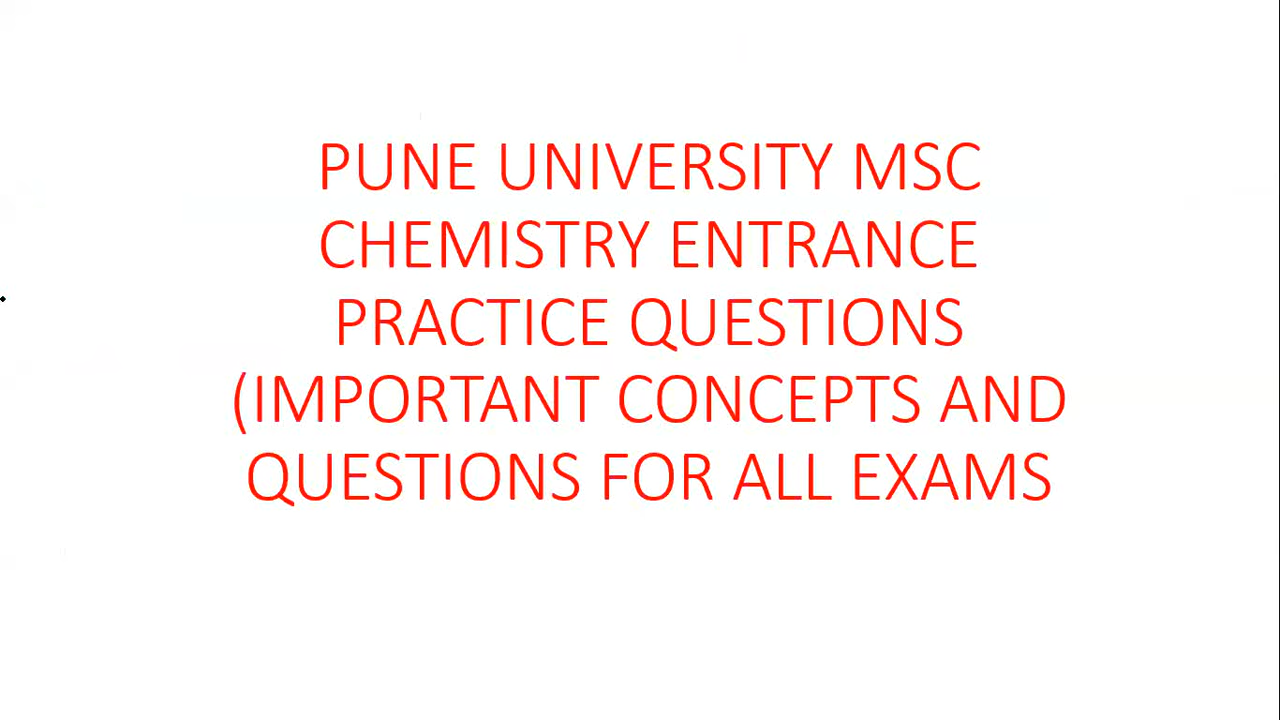 PUNE UNIVERSITY MSC
CHEMISTRY ENTRANCE
PRACTICE QUESTIONS
(IMPORTANT CONCEPTS AND
QUESTIONS FOR ALL EXAMS